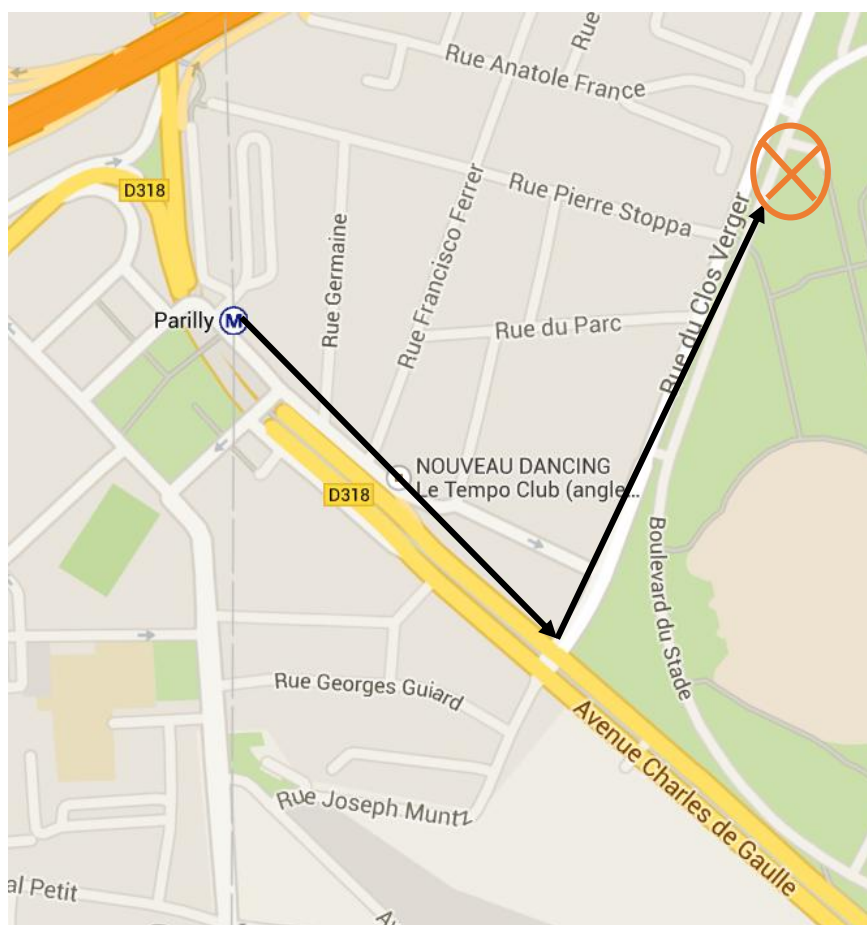 Rue
Rue Anatole France
D318
Rue Pierre Stoppa
Rue Germaine
Rue Francisco Ferrer
Rue du Clos Verger
Parilly M
Rue du Parc
NOUVEAU DANCING
Le Tempo Club (angle...
D318
Boulevard du Stade
Rue Georges Guiard
Avenue Charles de Gaulle
Rue Joseph Muntz
al Petit
Av